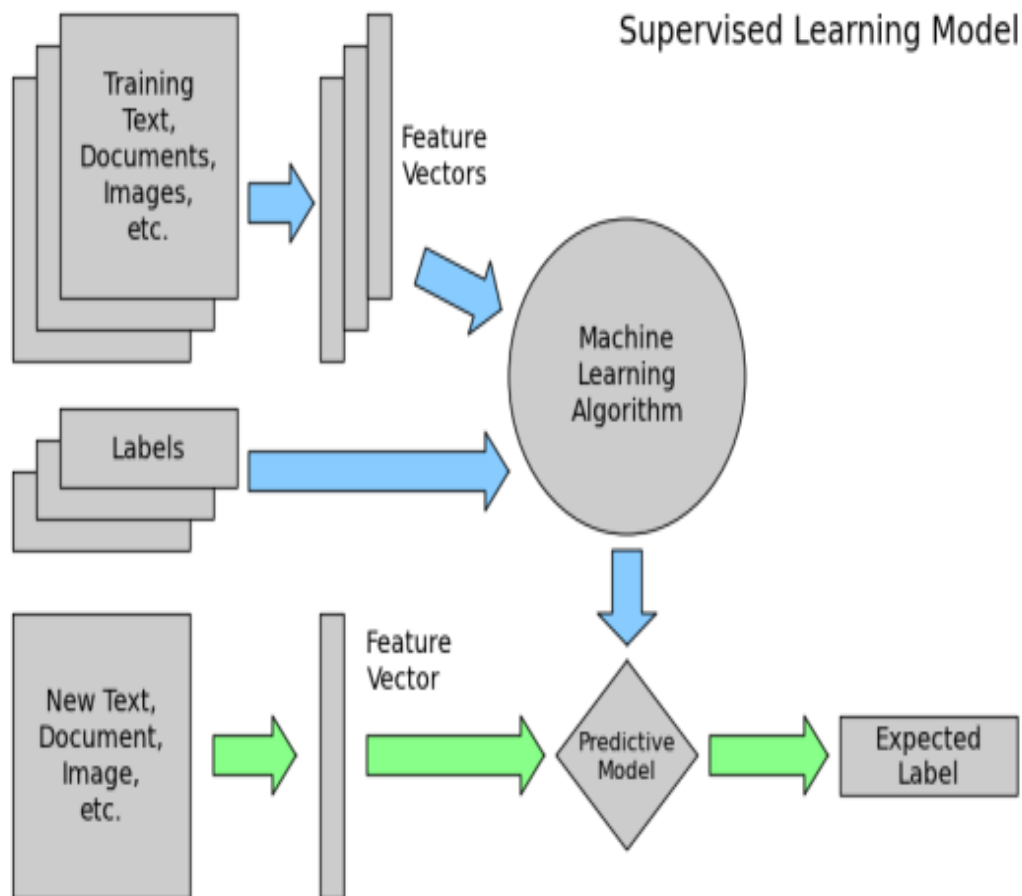 Supervised Learning Model
Training
Text,
Documents,
Images,
etc.
Feature
Vectors
Machine
Learning
Algorithm
Labels
New Text,
Document,
Image,
etc.
Feature
Vector
Predictive
Model
Expected
Label